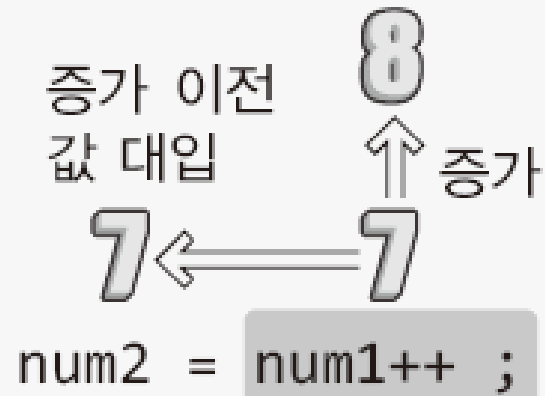 8
증가 이전
값 대입
증가
7 7
num2 = num1++ ;